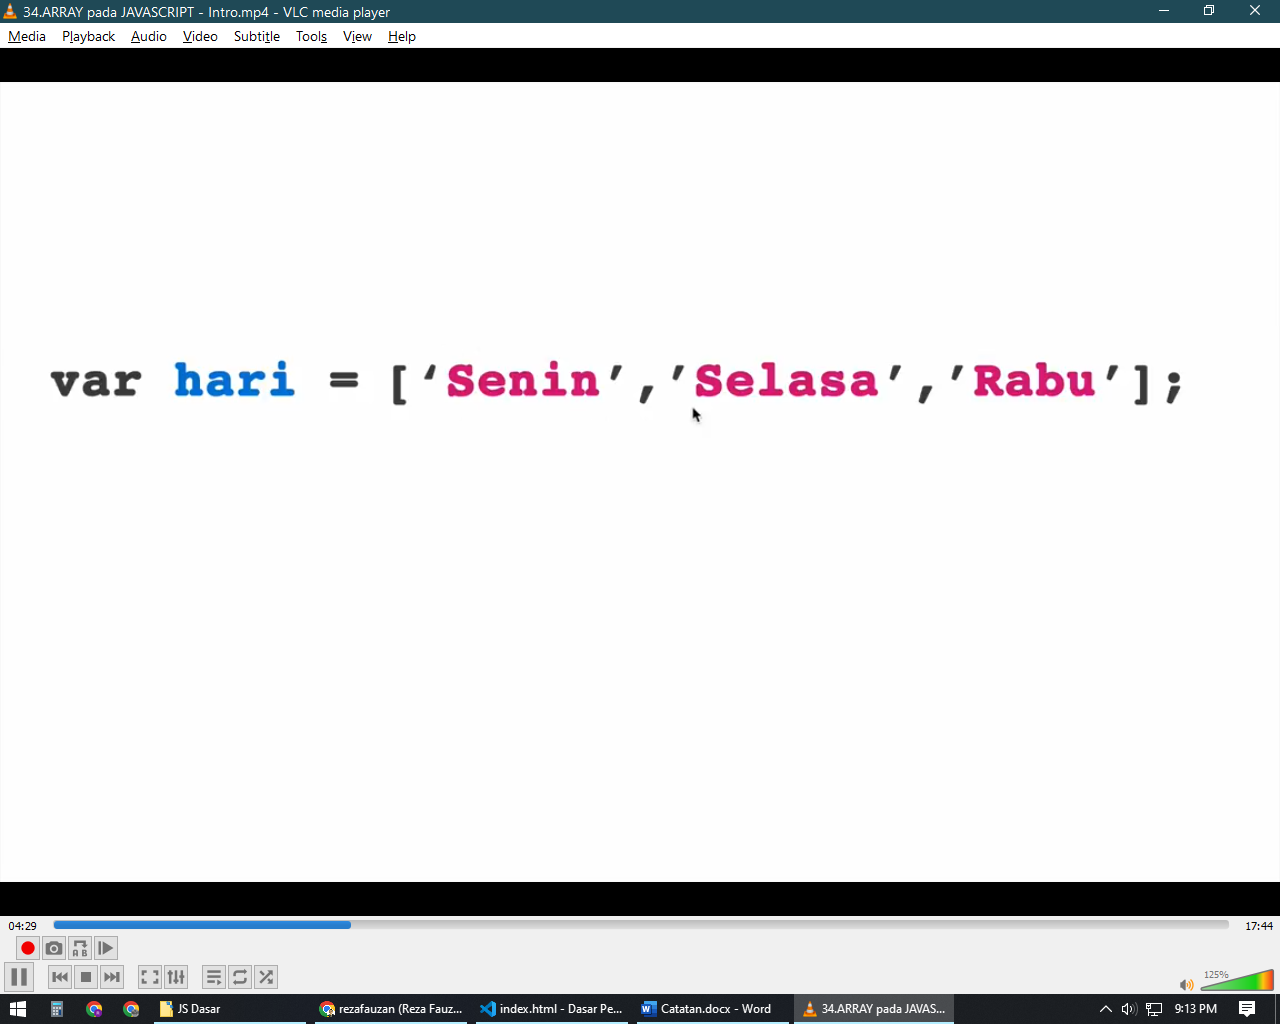 34.ARRAY pada JAVASCRIPT - Intro.mp4 - VLC media player
Media Playback Audio Video Subtitle Tools View Help
var hari = [‘Senin’,’Selasa’,’Rabu’];
04:29 17:44
A B
125%
JS Dasar rezafauzan (Reza Fauz... index.html - Dasar Pe... Catatan.docx - Word 34.ARRAY pada JAVAS... 9:13 PM